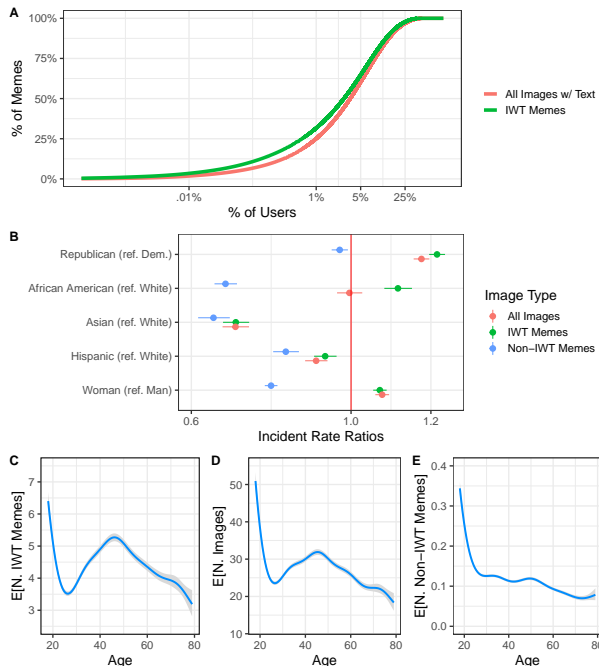 A
100%
75%
50%
25%
0%
% of Memes
.01%
1%
5%
25%
% of Users
All Images w/ Text
IWT Memes
B
Republican (ref. Dem.)
African American (ref. White)
Asian (ref. White)
Hispanic (ref. White)
Woman (ref. Man)
0.6
1.0
1.2
Incident Rate Ratios
Image Type
All Images
IWT Memes
Non−IWT Memes
C
E[N. IWT Memes]
7
6
5
4
3
20
40
60
80
Age
D
E[N. Images]
50
40
30
20
10
20
40
60
80
Age
E
E[N. Non−IWT Memes]
0.4
0.3
0.2
0.1
0.0
20
40
60
80
Age